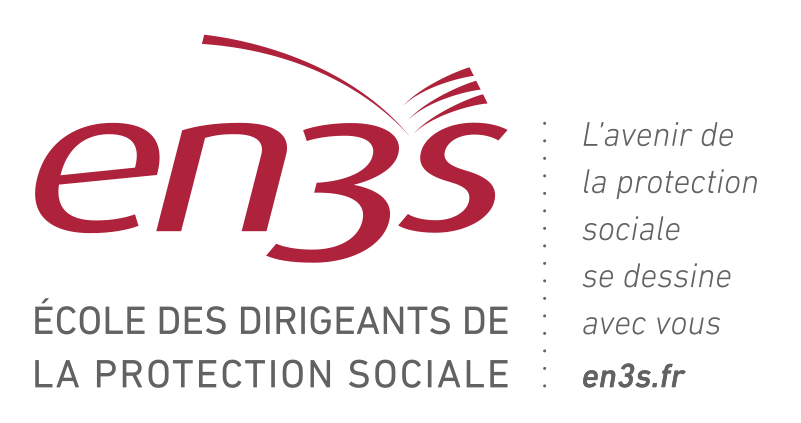 en3s
ÉCOLE DES DIRIGEANTS DE
LA PROTECTION SOCIALE
L'avenir de
la protection
sociale
se dessine
avec vous
en3s.fr